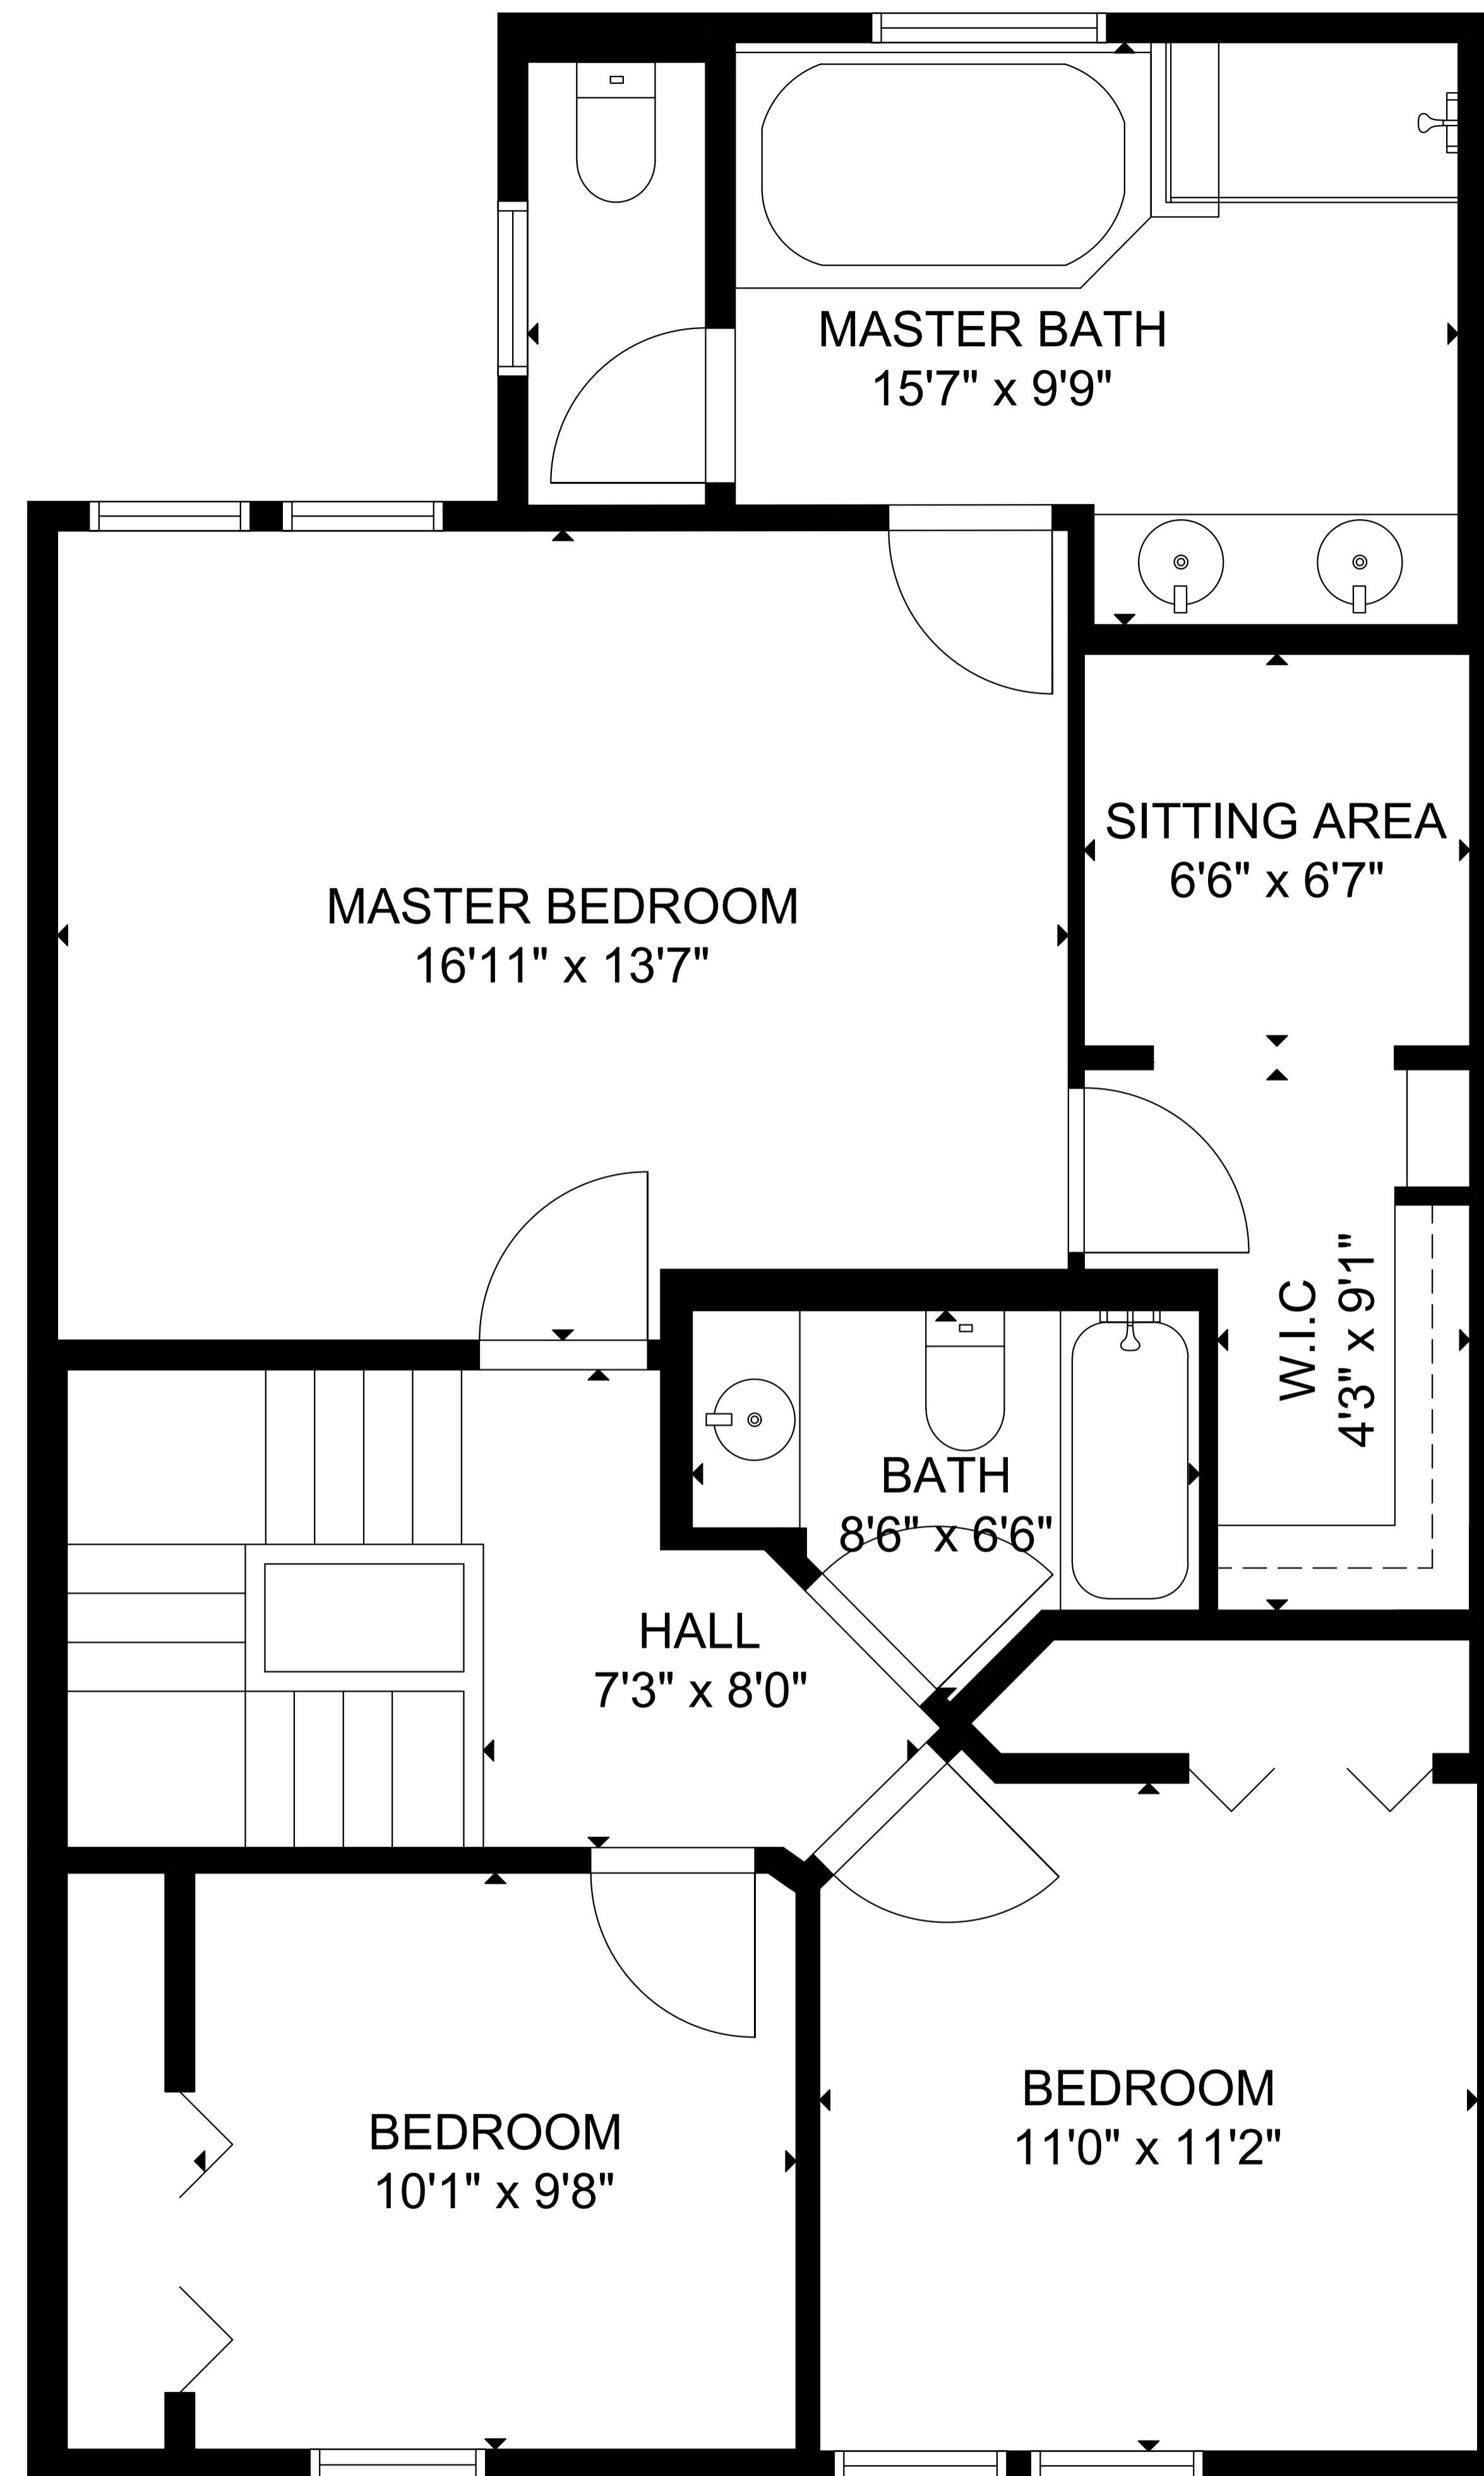 MASTER BATH
15'7" x 9'9"
SITTING AREA
6'6" x 6'7"
MASTER BEDROOM
16'11" x 13'7"
W.I.C
4'3" x 9'1"
BATH
8'6" x 6'6"
HALL
7'3" x 8'0"
BEDROOM
11'0" x 11'2"
BEDROOM
10'1" x 9'8"